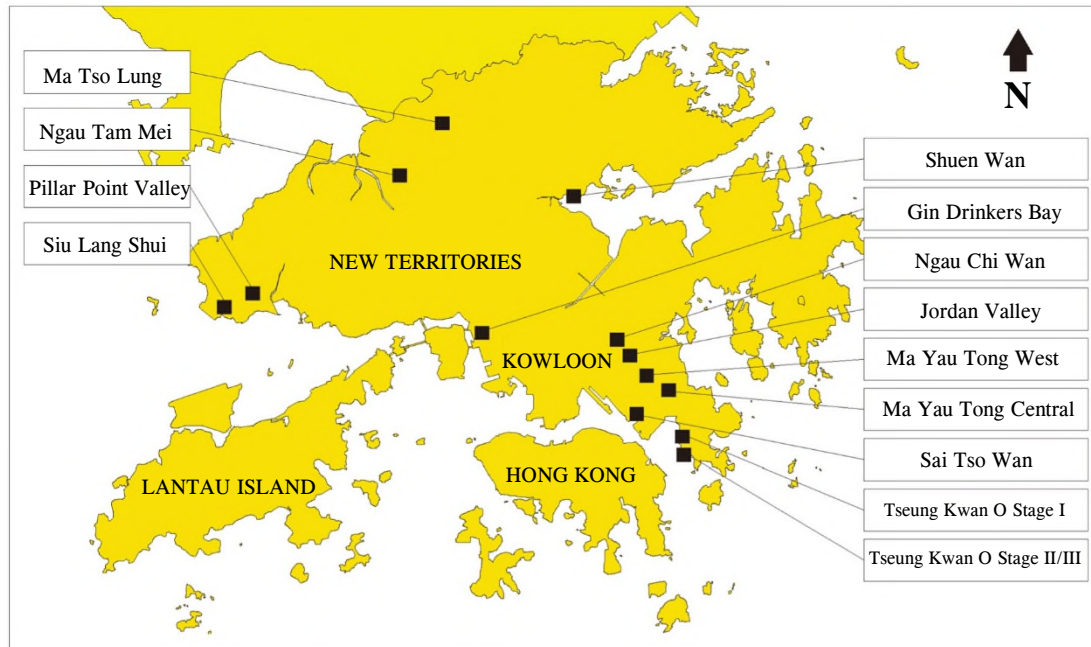 Ma Tso Lung
Ngau Tam Mei
Pillar Point Valley
Siu Lang Shui
N
Shuen Wan
Gin Drinkers Bay
Ngau Chi Wan
Jordan Valley
Ma Yau Tong West
Ma Yau Tong Central
Sai Tso Wan
Tseung Kwan O Stage I
Tseung Kwan O Stage II/III
NEW TERRITORIES
KOWLOON
HONG KONG
LANTAU ISLAND